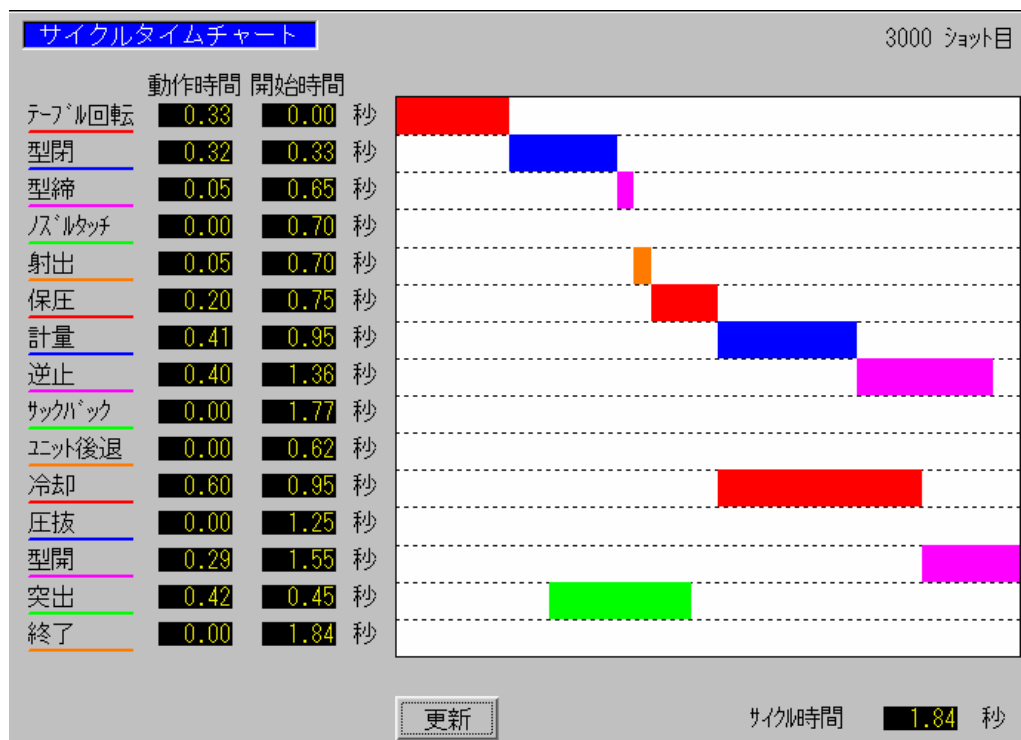 サイクルタイムチャート
3000 ショット目
動作時間 開始時間
テーブル回転 0.33 0.00 秒
型閉 0.32 0.33 秒
型締 0.05 0.65 秒
ノズルタッチ 0.00 0.70 秒
射出 0.05 0.70 秒
保圧 0.20 0.75 秒
計量 0.41 0.95 秒
逆止 0.40 1.36 秒
サックバック 0.00 1.77 秒
ユニット後退 0.00 0.62 秒
冷却 0.60 0.95 秒
圧抜 0.00 1.25 秒
型開 0.29 1.55 秒
突出 0.42 0.45 秒
終了 0.00 1.84 秒
更新
サイクル時間 1.84 秒